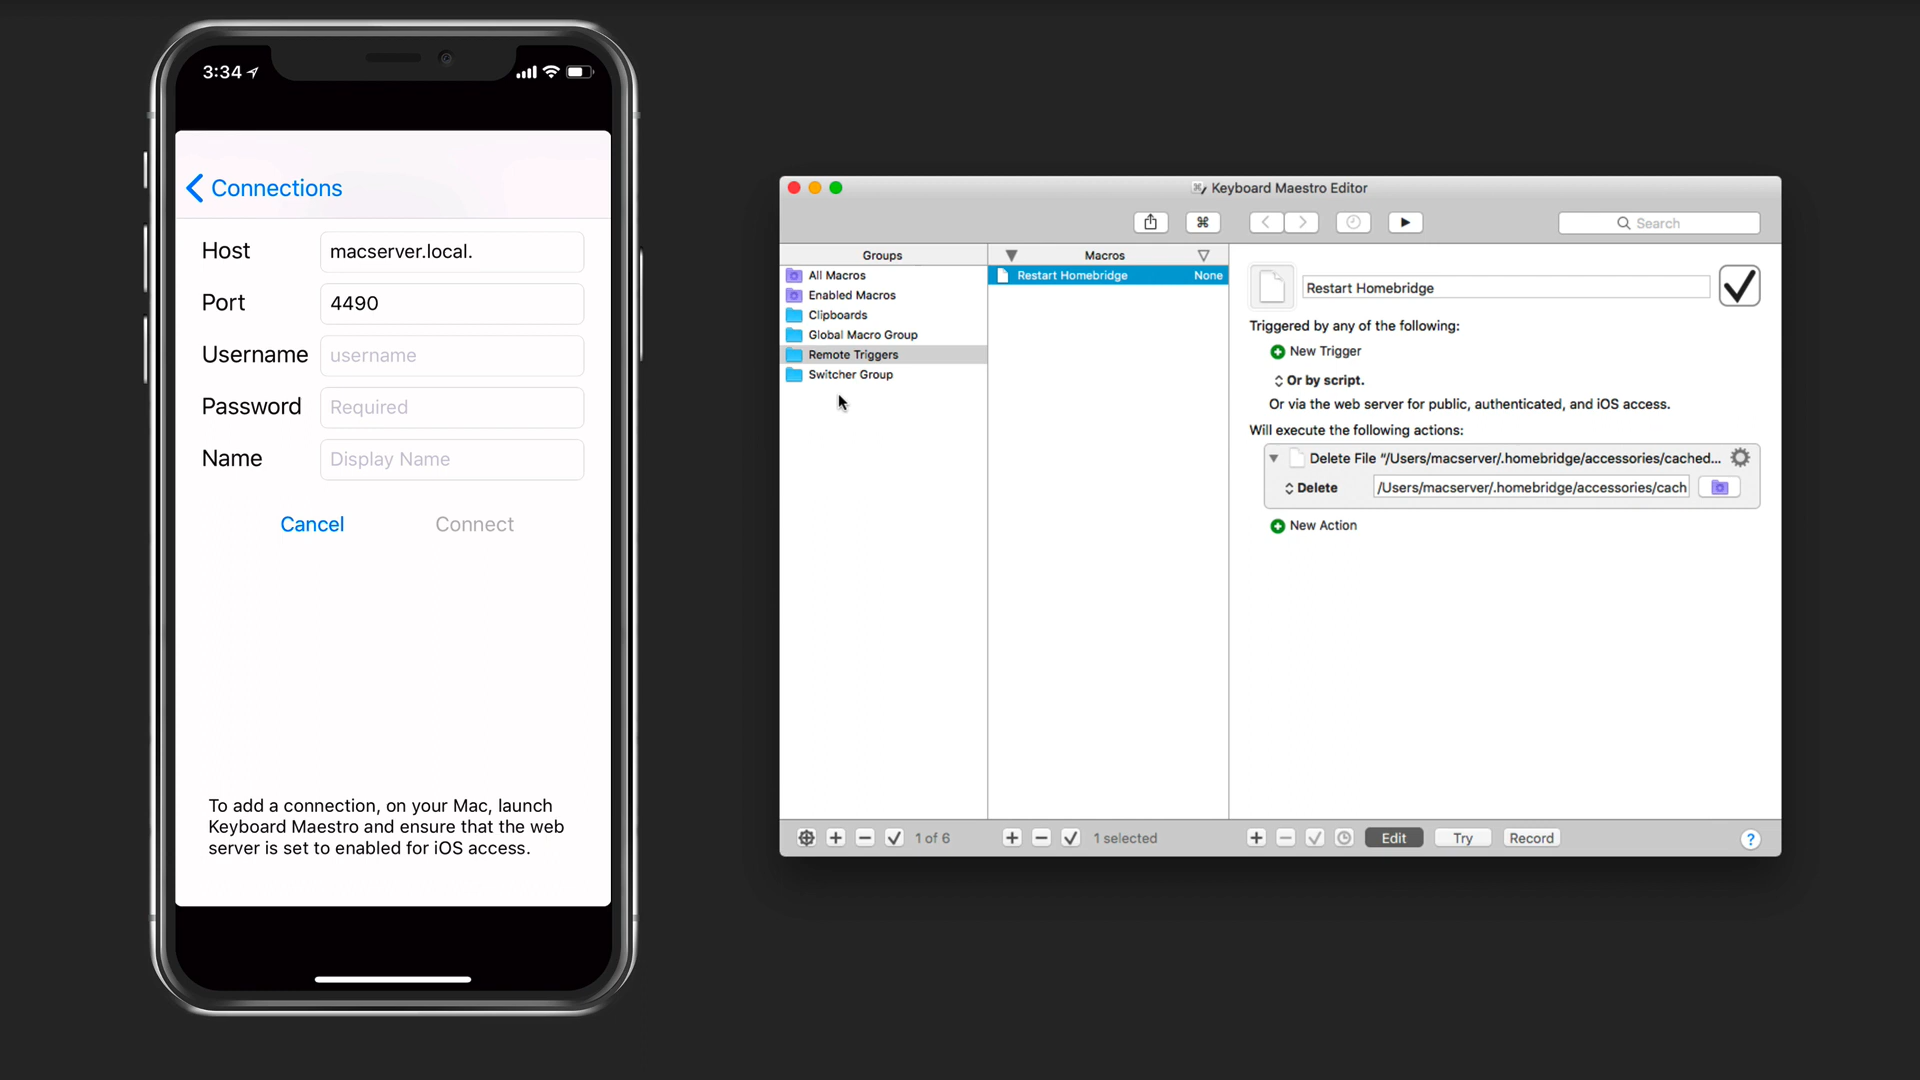 3:34
Connections
Host
macserver.local.
Port
4490
Username
username
Password
Required
Name
Display Name
Cancel
Connect
To add a connection, on your Mac, launch
Keyboard Maestro and ensure that the web
server is set to enabled for iOS access.
Keyboard Maestro Editor
Search
Groups
All Macros
Enabled Macros
Clipboards
Global Macro Group
Remote Triggers
Switcher Group
Macros
Restart Homebridge None
Restart Homebridge
Triggered by any of the following:
New Trigger
Or by script.
Or via the web server for public, authenticated, and iOS access.
Will execute the following actions:
Delete File “/Users/macserver/.homebridge/accessories/cached...
Delete /Users/macserver/.homebridge/accessories/cach
New Action
1 of 6
1 selected
Edit Try Record ?